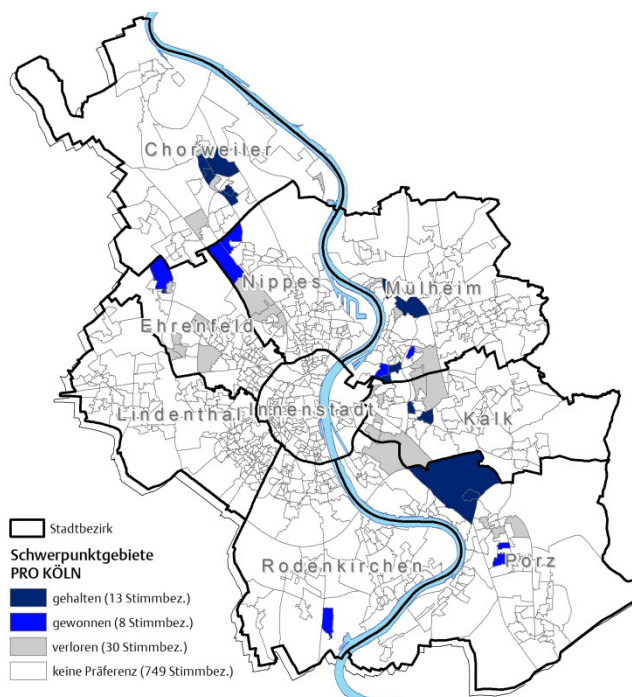 Chorweiler
Nippes
Mülheim
Ehrenfeld
Lindenthal
Innenstadt
Kalk
Rodenkirchen
Porz
Stadtbezirk
Schwerpunktgebiete
PRO KÖLN
gehalten (13 Stimmbez.)
gewonnen (8 Stimmbez.)
verloren (30 Stimmbez.)
keine Präferenz (749 Stimmbez.)